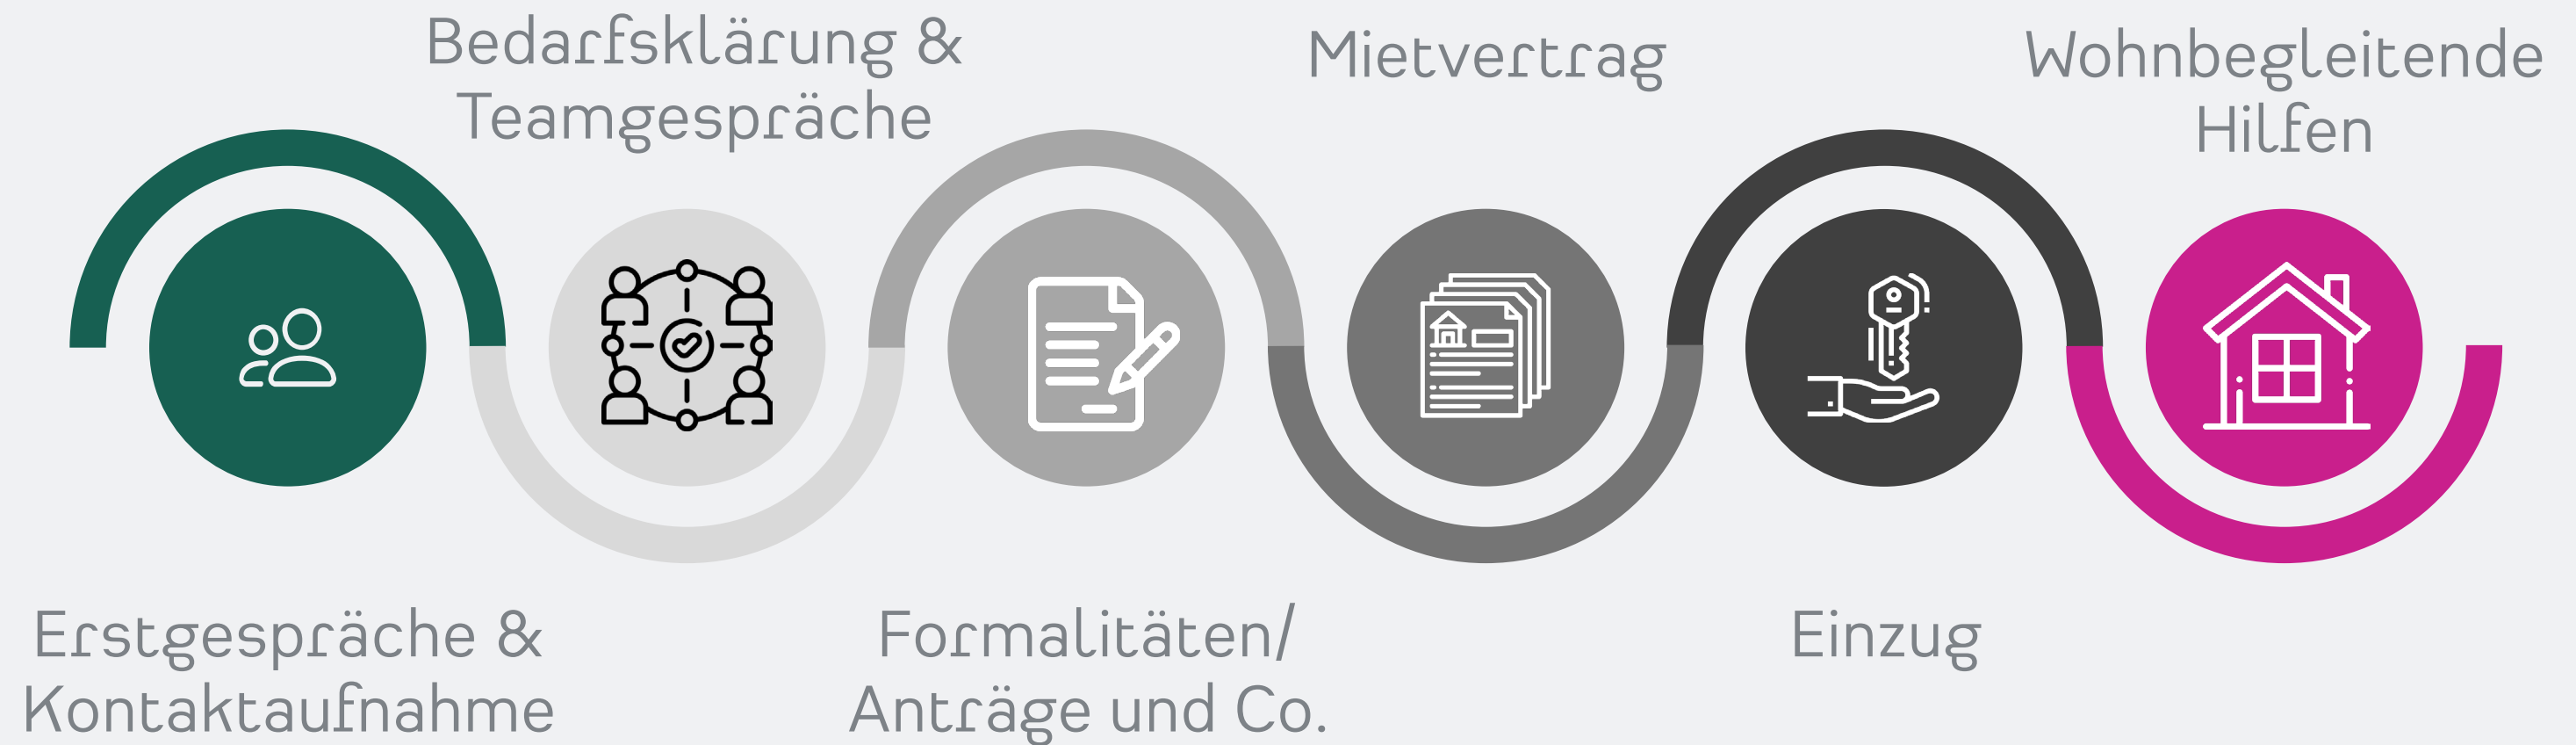 Erstgespräche &
Kontaktaufnahme
Bedarfsklärung &
Teamgespräche
Formalitäten/
Anträge und Co.
Mietvertrag
Einzug
Wohnbegleitende
Hilfen